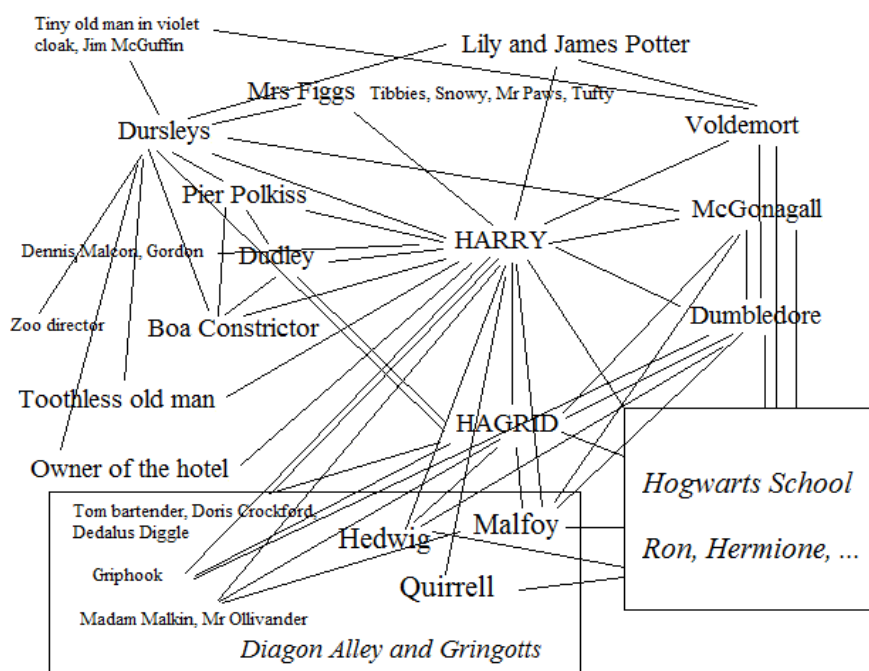 Tiny old man in violet
cloak, Jim McGuffin
Lily and James Potter
Mrs Figgs
Tibbies, Snowy, Mr Paws, Tufty
Dursleys
Voldemort
Pier Polkiss
McGonagall
HARRY
Dennis, Malcon, Gordon
Dudley
Zoo director
Boa Constrictor
Dumbledore
Toothless old man
HAGRID
Owner of the hotel
Hogwarts School
Ron, Hermione, ...
Tom bartender, Doris Crockford,
Dedalus Diggle
Hedwig
Malfoy
Griphook
Quirrell
Madam Malkin, Mr Ollivander
Diagon Alley and Gringotts